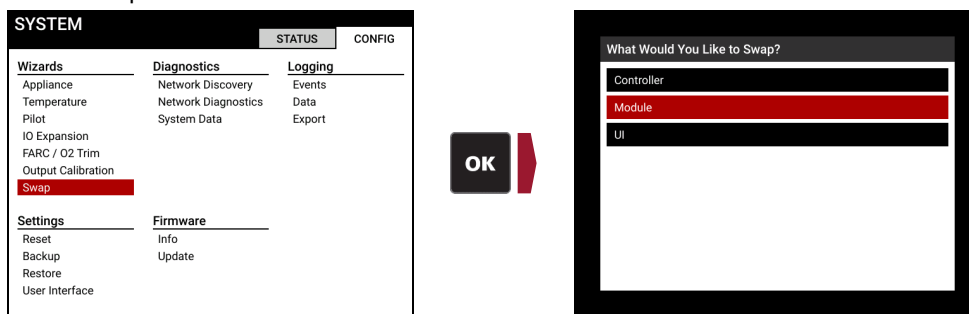 SYSTEM
STATUS CONFIG
Wizards
Appliance
Temperature
Pilot
IO Expansion
FARC / O2 Trim
Output Calibration
Swap
Diagnostics
Network Discovery
Network Diagnostics
System Data
Logging
Events
Data
Export
Settings
Reset
Backup
Restore
User Interface
Firmware
Info
Update
OK
What Would You Like to Swap?
Controller
Module
UI